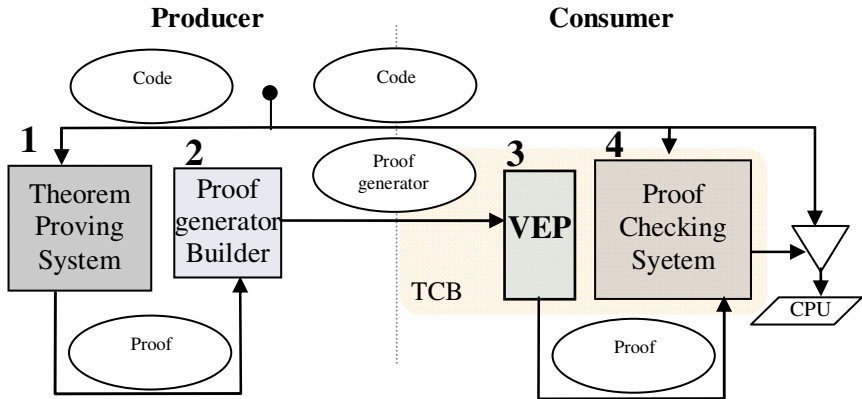 Producer
Consumer
Code
Code
1
2
Proof
generator
3
4
Theorem
Proving
System
Proof
generator
Builder
VEP
Proof
Checking
Syetem
TCB
CPU
Proof
Proof